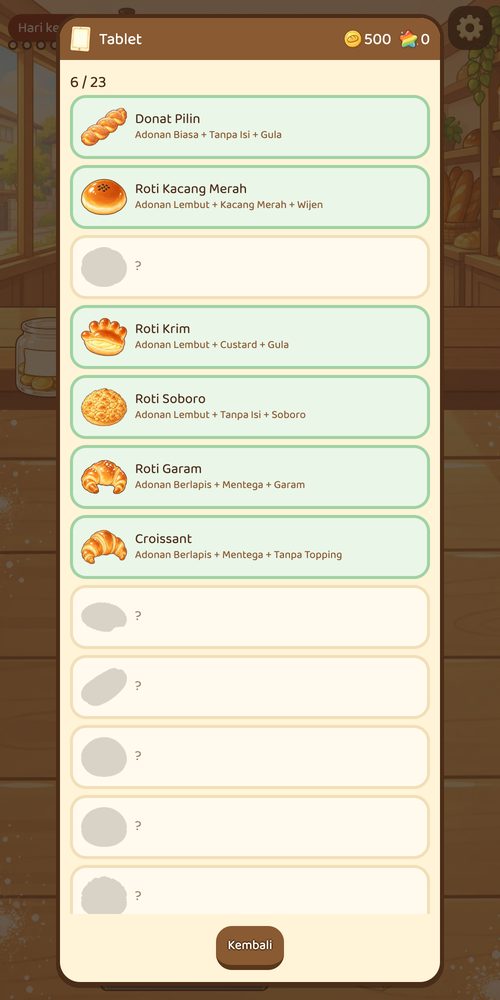 Hari ke
Tablet
500
0
6 / 23
Donat Pilin
Adonan Biasa + Tanpa Isi + Gula
Roti Kacang Merah
Adonan Lembut + Kacang Merah + Wijen
?
Roti Krim
Adonan Lembut + Custard + Gula
Roti Soboro
Adonan Lembut + Tanpa Isi + Soboro
Roti Garam
Adonan Berlapis + Mentega + Garam
Croissant
Adonan Berlapis + Mentega + Tanpa Topping
?
?
?
?
?
Kembali